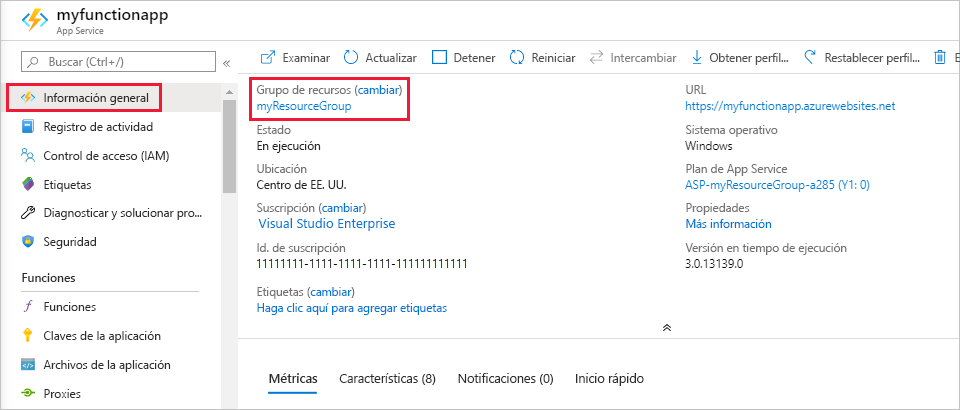 myfunctionapp
App Service
Buscar (Ctrl+/)
Información general
Registro de actividad
Control de acceso (IAM)
Etiquetas
Diagnosticar y solucionar pro...
Seguridad
Funciones
Funciones
Claves de la aplicación
Archivos de la aplicación
Proxies
Examinar
Actualizar
Detener
Reiniciar
Intercambiar
Obtener perfil...
Restablecer perfil...
Grupo de recursos (cambiar)
myResourceGroup
Estado
En ejecución
Ubicación
Centro de EE. UU.
Suscripción (cambiar)
Visual Studio Enterprise
Id. de suscripción
11111111-1111-1111-1111-111111111111
Etiquetas (cambiar)
Haga clic aquí para agregar etiquetas
URL
https://myfunctionapp.azurewebsites.net
Sistema operativo
Windows
Plan de App Service
ASP-myResourceGroup-a285 (Y1: 0)
Propiedades
Más información
Versión en tiempo de ejecución
3.0.13139.0
Métricas
Características (8)
Notificaciones (0)
Inicio rápido